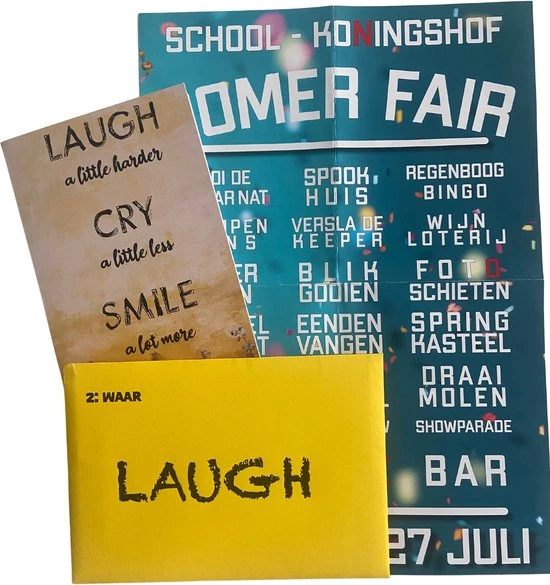 SCHOOL - KONINGSHOF
OMER FAIR
OI DE
SPOOK
HUIS
REGENBOOG
BINGO
VERSLA DE
KEEPER
WIJN
LOTERIJ
BLIK
GOOIEN
FOTO
SCHIETEN
EENDEN
VANGEN
SPRING
KASTEEL
DRAAI
MOLEN
SHOWPARADE
BAR
27 JULI
LAUGH
a little harder
CRY
a little less
SMILE
a lot more
2: WAAR
LAUGH